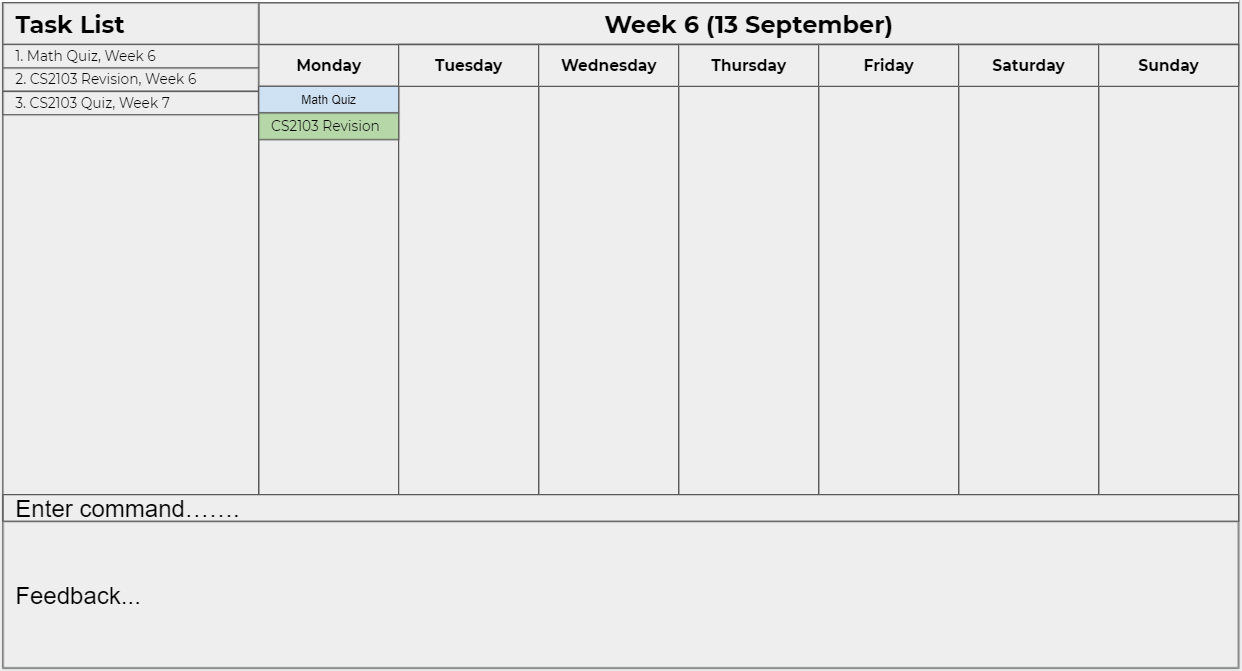 Task List
Week 6 (13 September)
1. Math Quiz, Week 6
2. CS2103 Revision, Week 6
3. CS2103 Quiz, Week 7
Monday Tuesday Wednesday Thursday Friday Saturday Sunday
Math Quiz
CS2103 Revision
Enter command.......
Feedback...